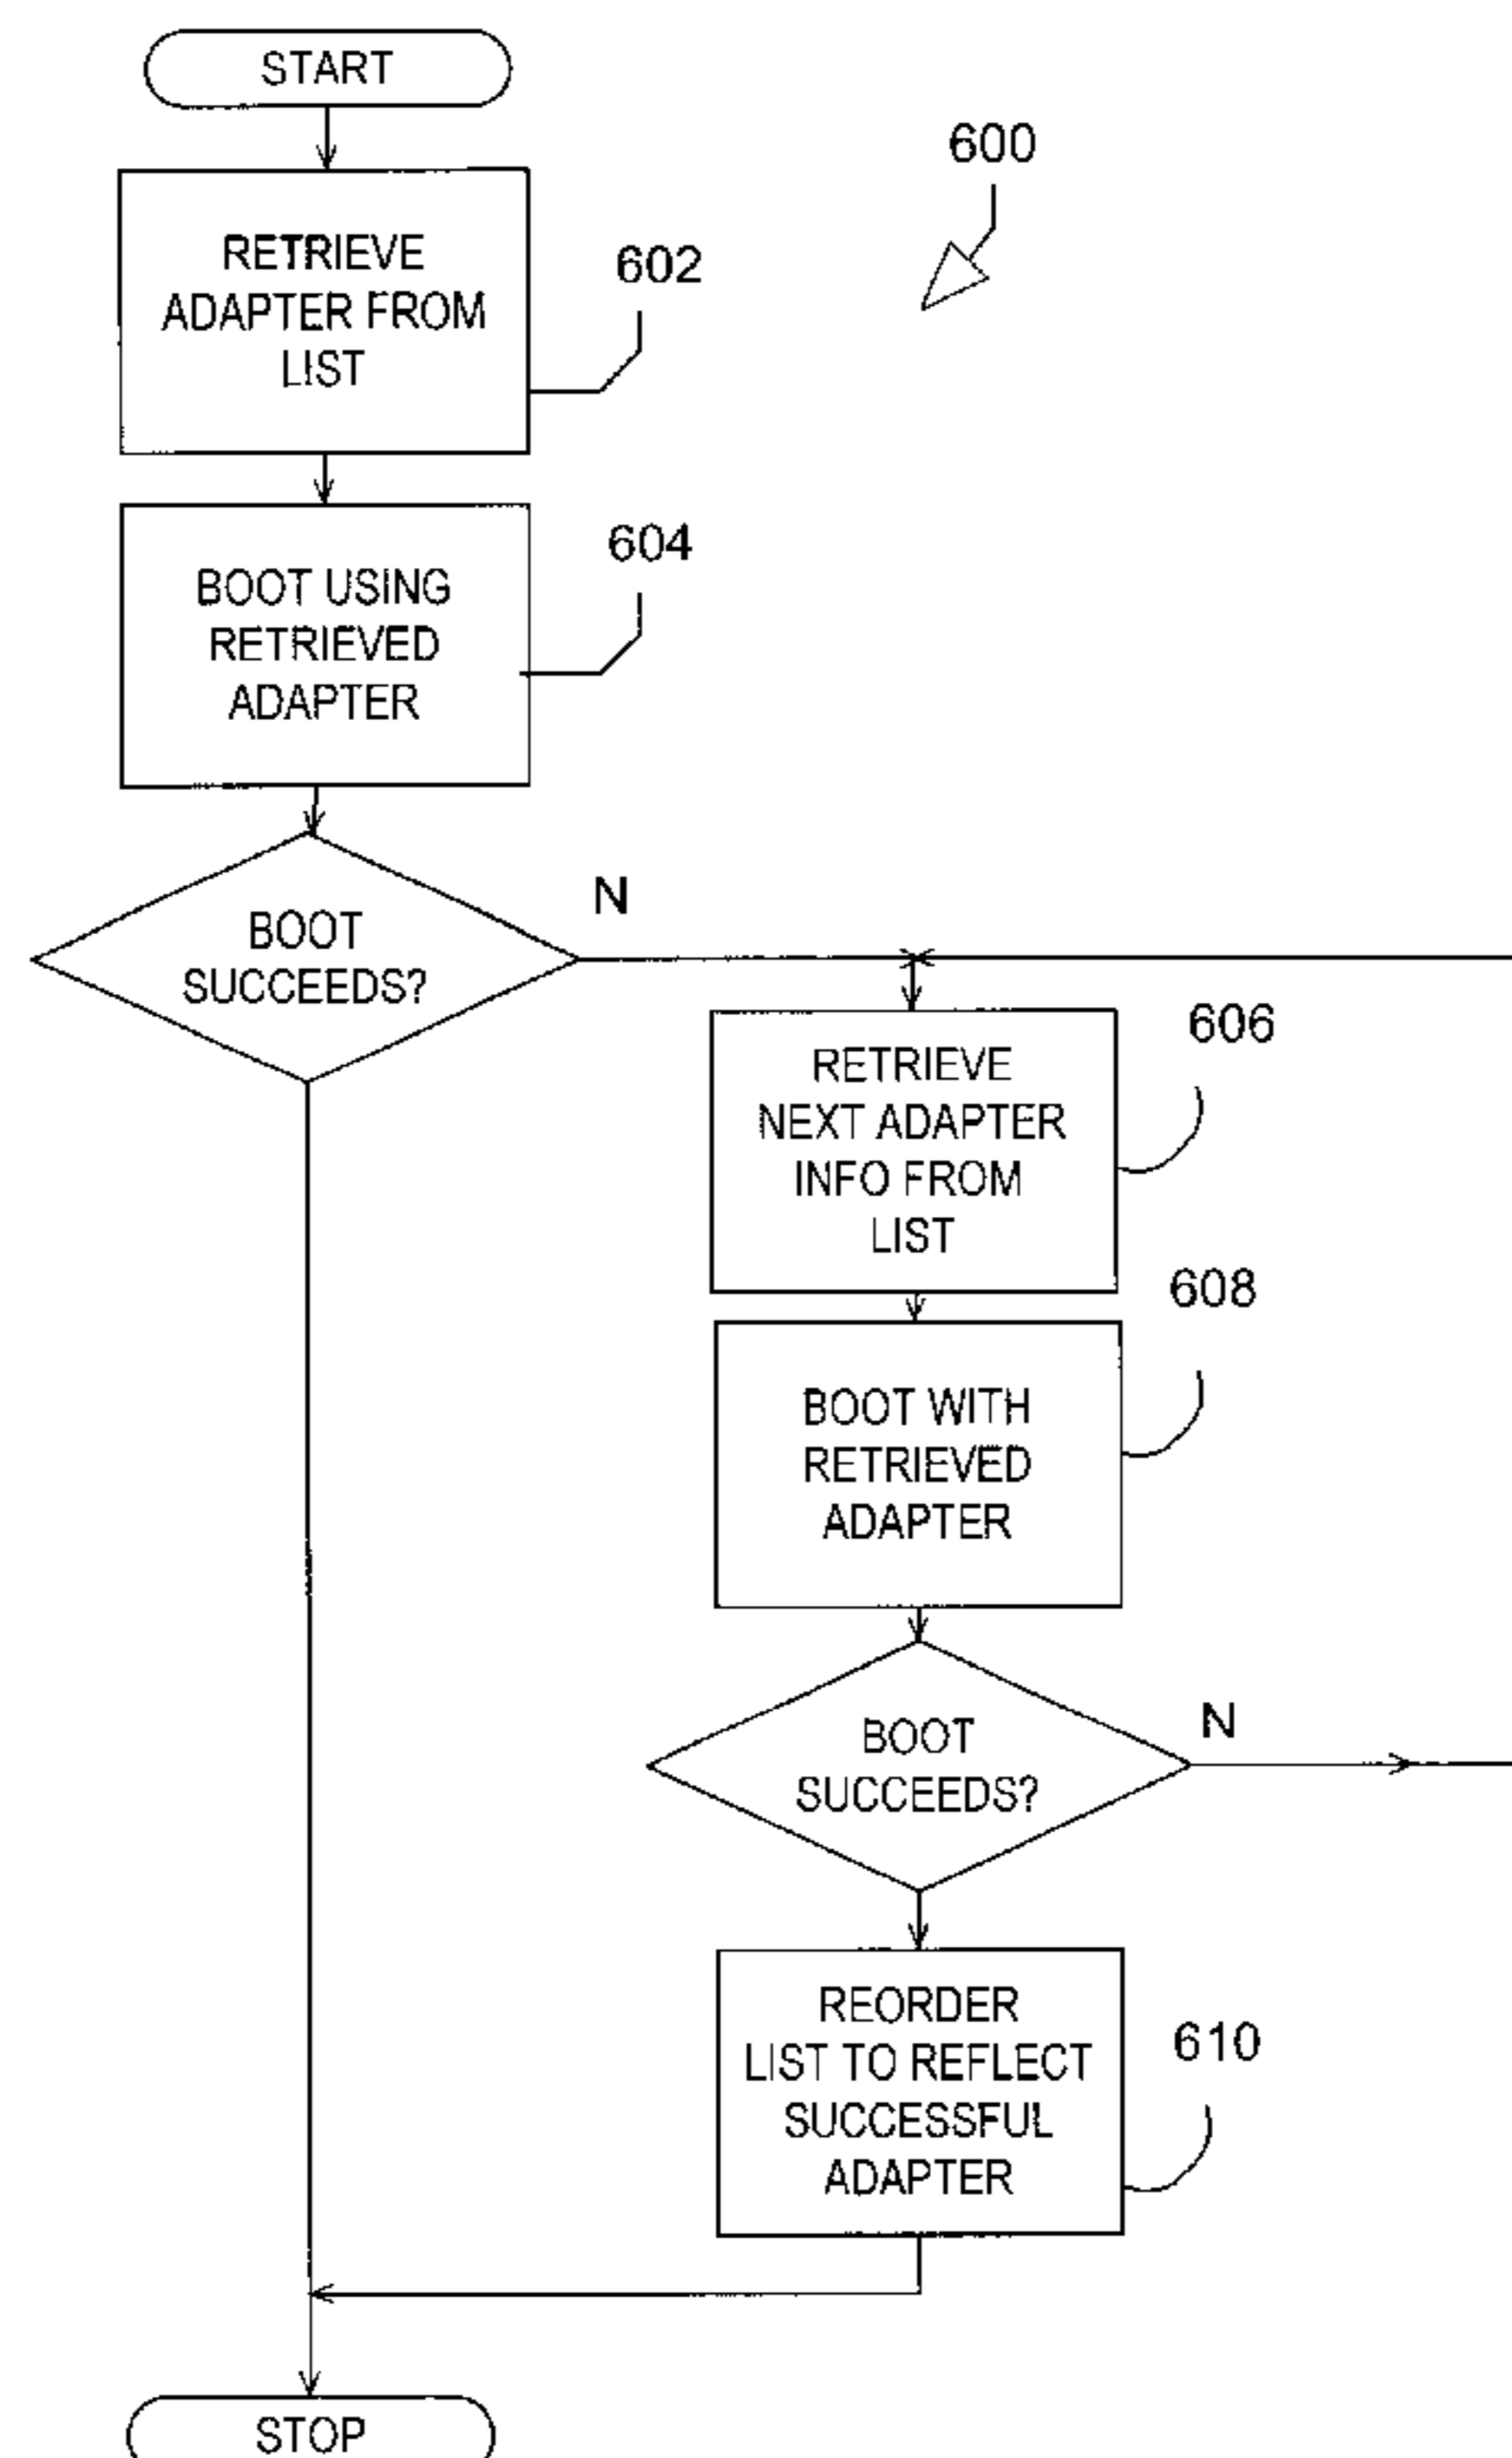 START
600
RETRIEVE
ADAPTER FROM
LIST
602
BOOT USING
RETRIEVED
ADAPTER
604
BOOT
SUCCEEDS?
N
RETRIEVE
NEXT ADAPTER
INFO FROM
LIST
606
BOOT WITH
RETRIEVED
ADAPTER
608
BOOT
SUCCEEDS?
N
REORDER
LIST TO REFLECT
SUCCESSFUL
ADAPTER
610
STOP